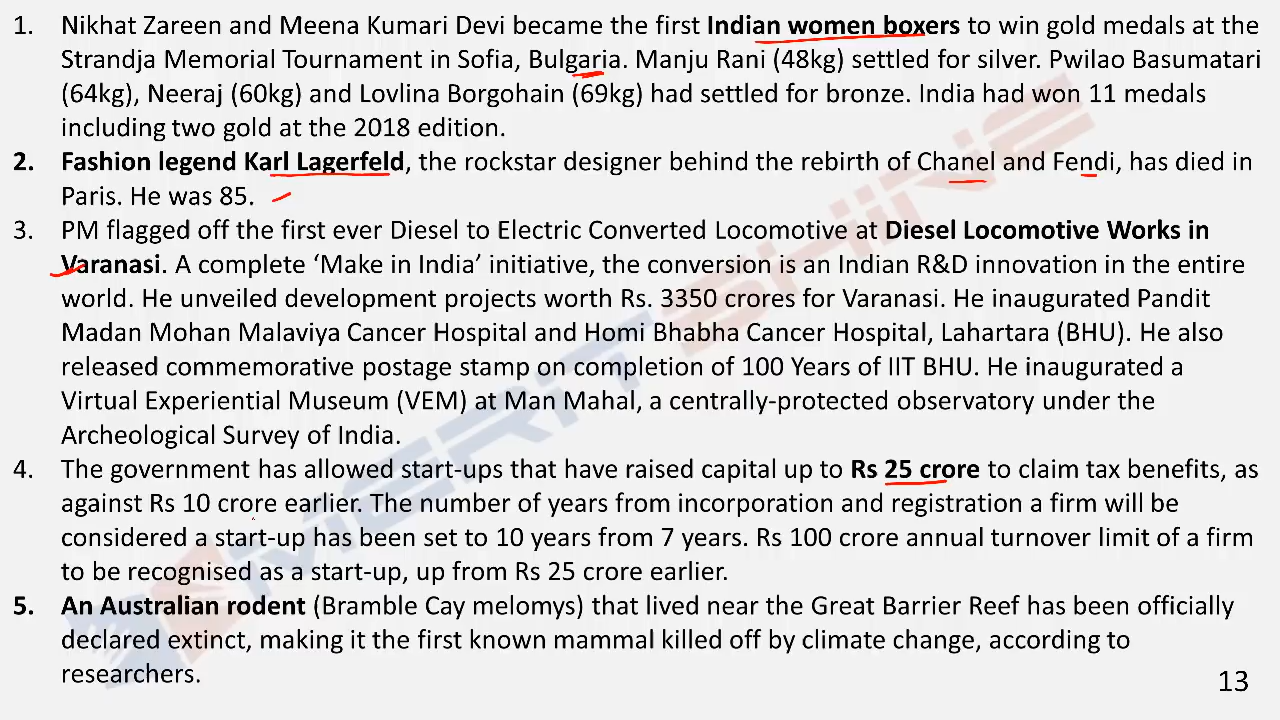 1. Nikhat Zareen and Meena Kumari Devi became the first Indian women boxers to win gold medals at the
Strandja Memorial Tournament in Sofia, Bulgaria. Manju Rani (48kg) settled for silver. Pwilao Basumatari
(64kg), Neeraj (60kg) and Lovlina Borgohain (69kg) had settled for bronze. India had won 11 medals
including two gold at the 2018 edition.
2. Fashion legend Karl Lagerfeld, the rockstar designer behind the rebirth of Chanel and Fendi, has died in
Paris. He was 85.
3. PM flagged off the first ever Diesel to Electric Converted Locomotive at Diesel Locomotive Works in
Varanasi. A complete ‘Make in India’ initiative, the conversion is an Indian R&D innovation in the entire
world. He unveiled development projects worth Rs. 3350 crores for Varanasi. He inaugurated Pandit
Madan Mohan Malaviya Cancer Hospital and Homi Bhabha Cancer Hospital, Lahartara (BHU). He also
released commemorative postage stamp on completion of 100 Years of IIT BHU. He inaugurated a
Virtual Experiential Museum (VEM) at Man Mahal, a centrally-protected observatory under the
Archeological Survey of India.
4. The government has allowed start-ups that have raised capital up to Rs 25 crore to claim tax benefits, as
against Rs 10 crore earlier. The number of years from incorporation and registration a firm will be
considered a start-up has been set to 10 years from 7 years. Rs 100 crore annual turnover limit of a firm
to be recognised as a start-up, up from Rs 25 crore earlier.
5. An Australian rodent (Bramble Cay melomys) that lived near the Great Barrier Reef has been officially
declared extinct, making it the first known mammal killed off by climate change, according to
researchers.
13
MERIT SHINE